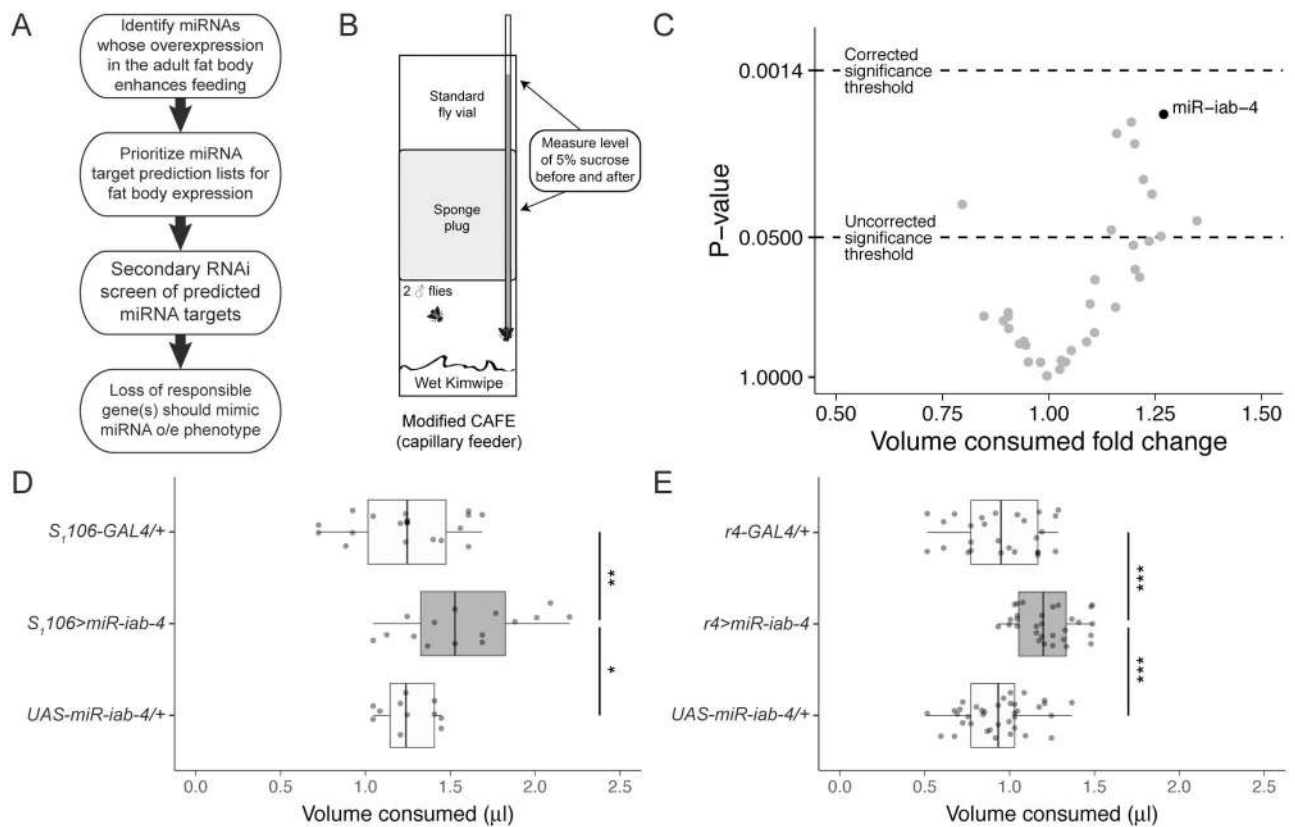 A
Identify miRNAs
whose overexpression
in the adult fat body
enhances feeding
Prioritize miRNA
target prediction lists for
fat body expression
Secondary RNAi
screen of predicted
miRNA targets
Loss of responsible
gene(s) should mimic
miRNA o/e phenotype
B
Standard
fly vial
Sponge
plug
Measure level
of 5% sucrose
before and after
2 ♂ flies
Wet Kimwipe
Modified CAFE
(capillary feeder)
C
P-value
0.0014
0.0500
1.0000
Corrected
significance
threshold
miR-iab-4
Uncorrected
significance
threshold
0.50
0.75
1.00
1.25
1.50
Volume consumed fold change
D
S₁106-GAL4/+
S₁106>miR-iab-4
UAS-miR-iab-4/+
**
*
0.0
0.5
1.0
1.5
2.0
2.5
Volume consumed (μl)
E
r4-GAL4/+
r4>miR-iab-4
UAS-miR-iab-4/+
***
***
0.0
0.5
1.0
1.5
2.0
2.5
Volume consumed (μl)